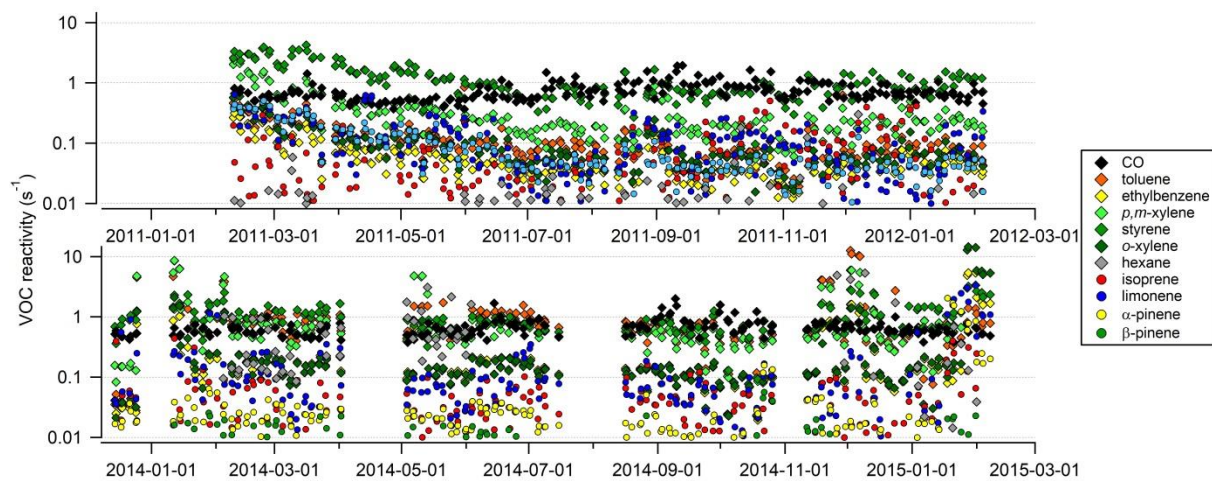 10
1
0.1
0.01
2011-01-01 2011-03-01 2011-05-01 2011-07-01 2011-09-01 2011-11-01 2012-01-01 2012-03-01
VOC reactivity (s⁻¹)
10
1
0.1
0.01
2014-01-01 2014-03-01 2014-05-01 2014-07-01 2014-09-01 2014-11-01 2015-01-01 2015-03-01
CO
toluene
ethylbenzene
p,m-xylene
styrene
o-xylene
hexane
isoprene
limonene
α-pinene
β-pinene